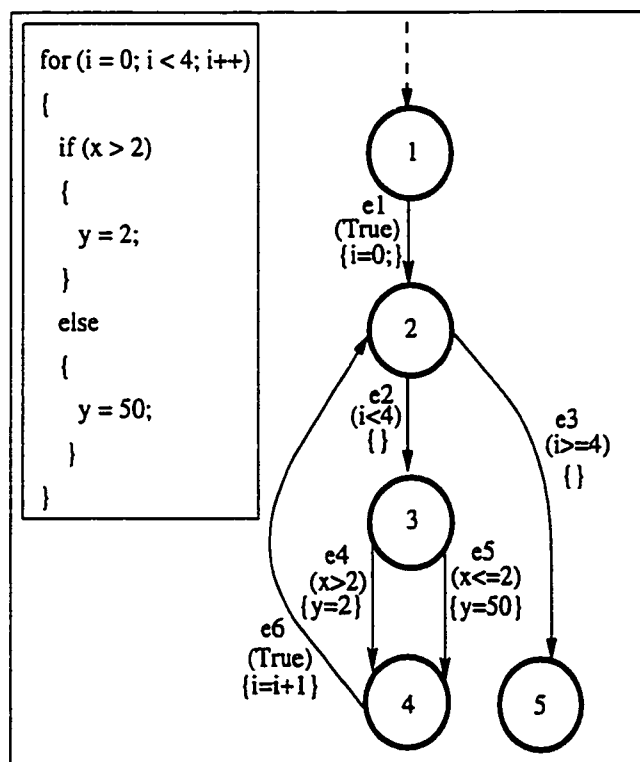 for (i = 0; i < 4; i++)
{
if (x > 2)
{
y = 2;
}
else
{
y = 50;
}
}
1
e1
(True)
{i=0;}
2
e2
(i<4)
{}
e3
(i>=4)
{}
3
e4
(x>2)
{y=2}
e5
(x<=2)
{y=50}
e6
(True)
{i=i+1}
4
5